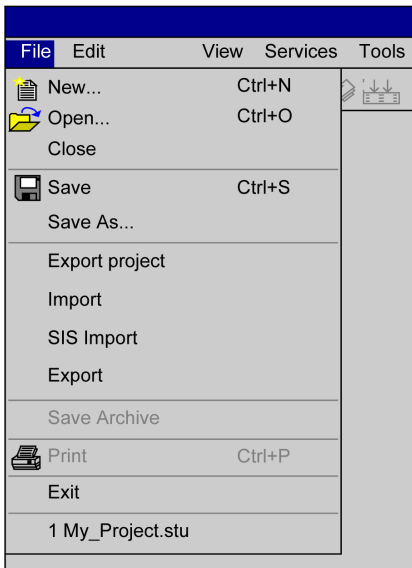 File Edit View Services Tools
New... Ctrl+N
Open... Ctrl+O
Close
Save Ctrl+S
Save As...
Export project
Import
SIS Import
Export
Save Archive
Print Ctrl+P
Exit
1 My_Project.stu